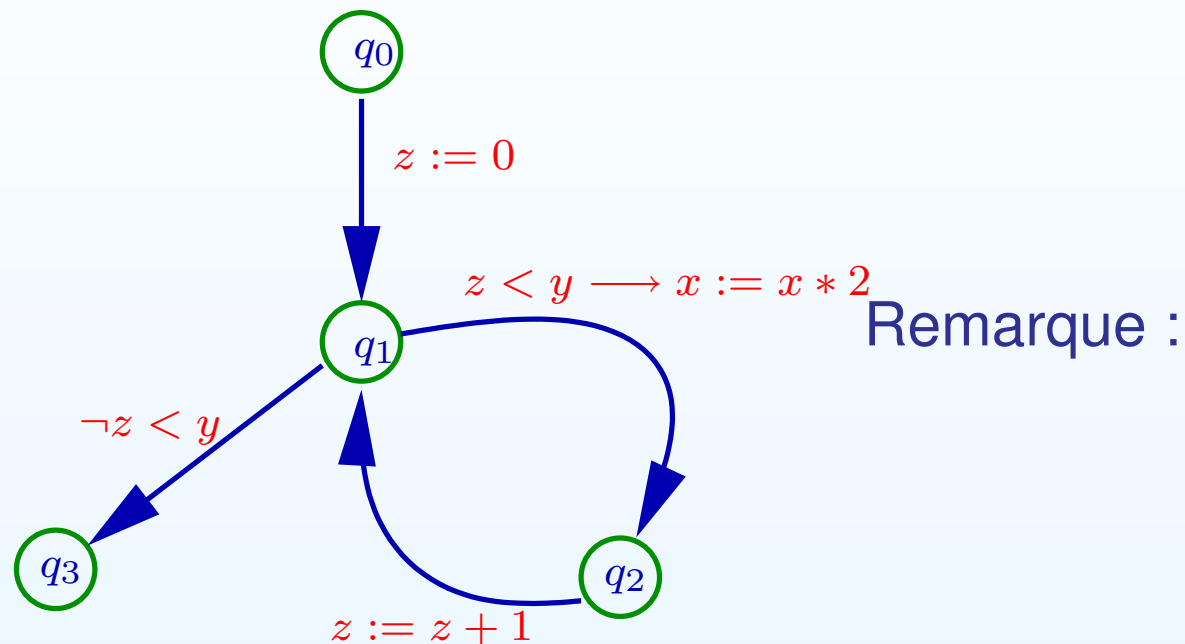 q₀
z := 0
z < y ⟶ x := x ∗ 2
Remarque :
q₁
¬z < y
q₃
q₂
z := z + 1